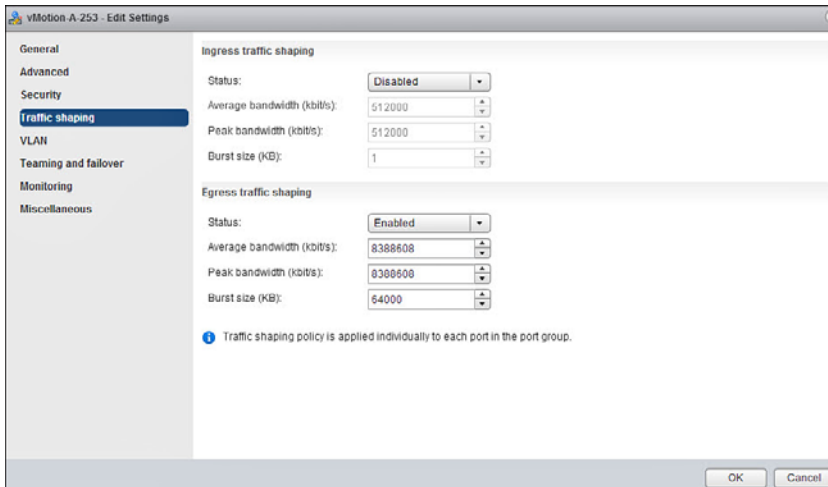 vMotion-A-253 - Edit Settings
General
Advanced
Security
Traffic shaping
VLAN
Teaming and failover
Monitoring
Miscellaneous
Ingress traffic shaping
Status: Disabled
Average bandwidth (kbit/s): 512000
Peak bandwidth (kbit/s): 512000
Burst size (KB): 1
Egress traffic shaping
Status: Enabled
Average bandwidth (kbit/s): 8388608
Peak bandwidth (kbit/s): 8388608
Burst size (KB): 64000
Traffic shaping policy is applied individually to each port in the port group.
OK Cancel